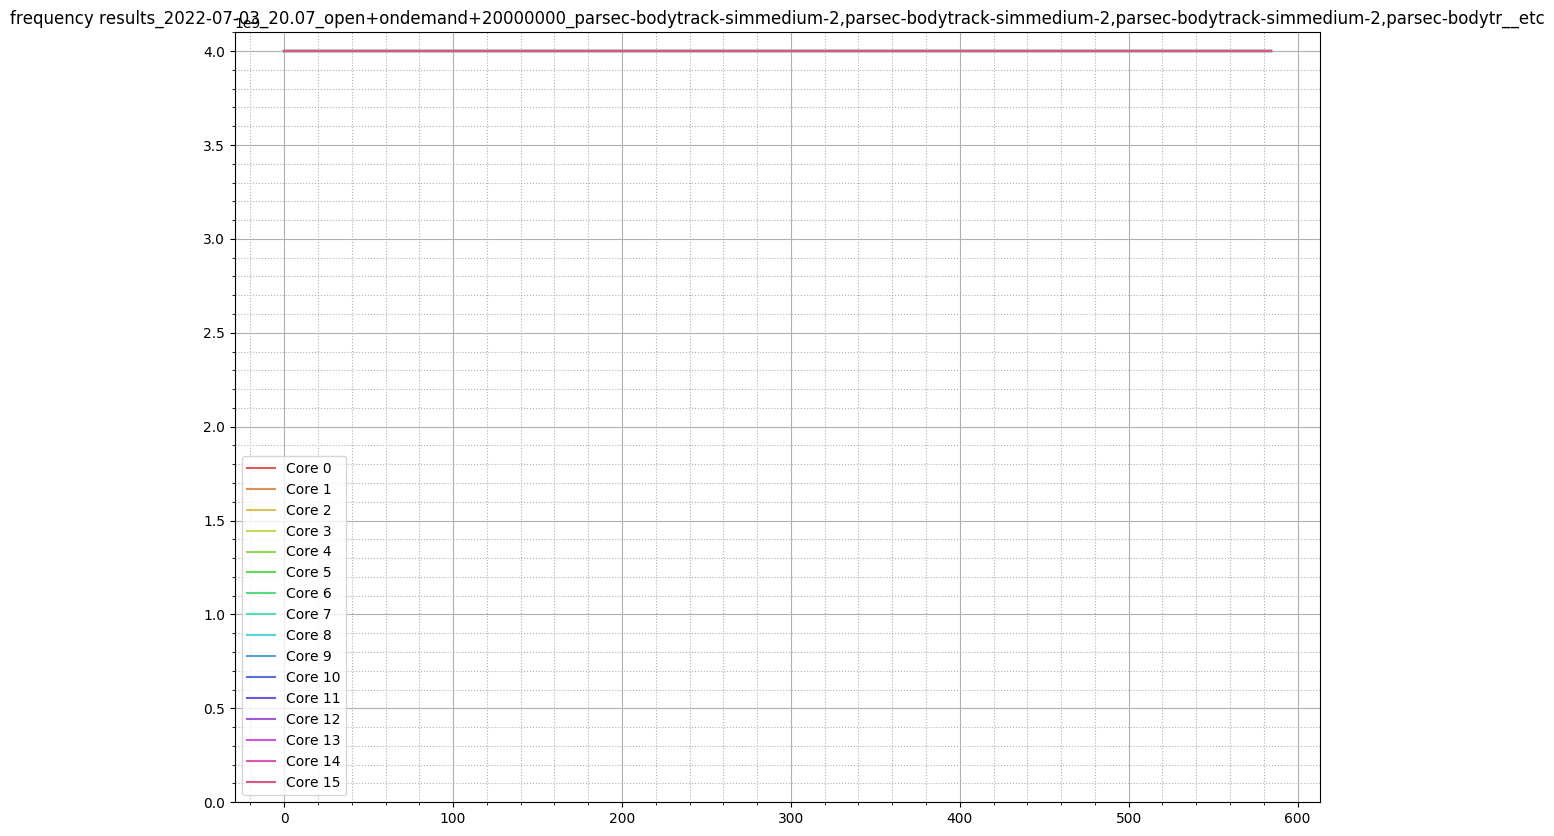 frequency results_2022-07-03_20.07_open+ondemand+20000000_parsec-bodytrack-simmedium-2,parsec-bodytrack-simmedium-2,parsec-bodytrack-simmedium-2,parsec-bodytr__etc
1e9
4.0
3.5
3.0
2.5
2.0
1.5
1.0
0.5
0.0
Core 0
Core 1
Core 2
Core 3
Core 4
Core 5
Core 6
Core 7
Core 8
Core 9
Core 10
Core 11
Core 12
Core 13
Core 14
Core 15
0 100 200 300 400 500 600